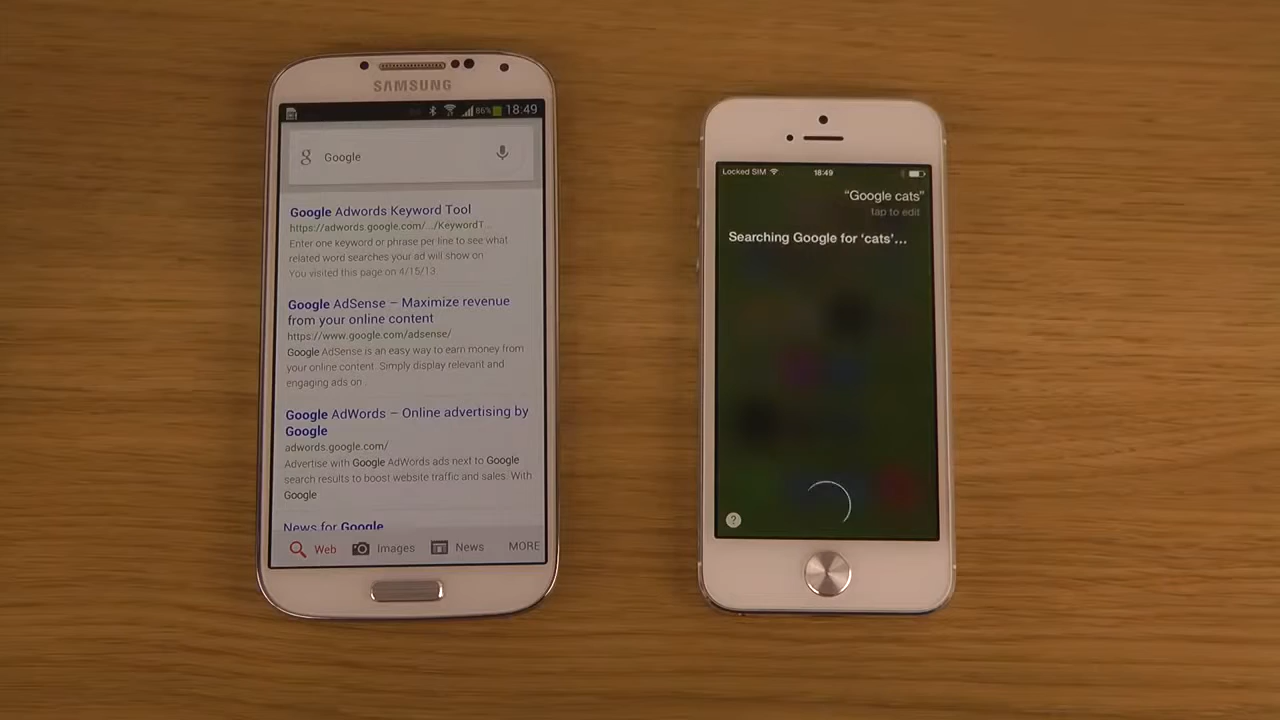 SAMSUNG
86% 18:49
Google
Google Adwords Keyword Tool
https://adwords.google.com/.../KeywordT...
Enter one keyword or phrase per line to see what
related word searches your ad will show on
You visited this page on 4/15/13.
Google AdSense – Maximize revenue
from your online content
https://www.google.com/adsense/
Google AdSense is an easy way to earn money from
your online content. Simply display relevant and
engaging ads on
Google AdWords – Online advertising by
Google
adwords.google.com/
Advertise with Google AdWords ads next to Google
search results to boost website traffic and sales. With
Google
News for Google
Web Images News MORE
Locked SIM 18:49
“Google cats”
tap to edit
Searching Google for ‘cats’...
?